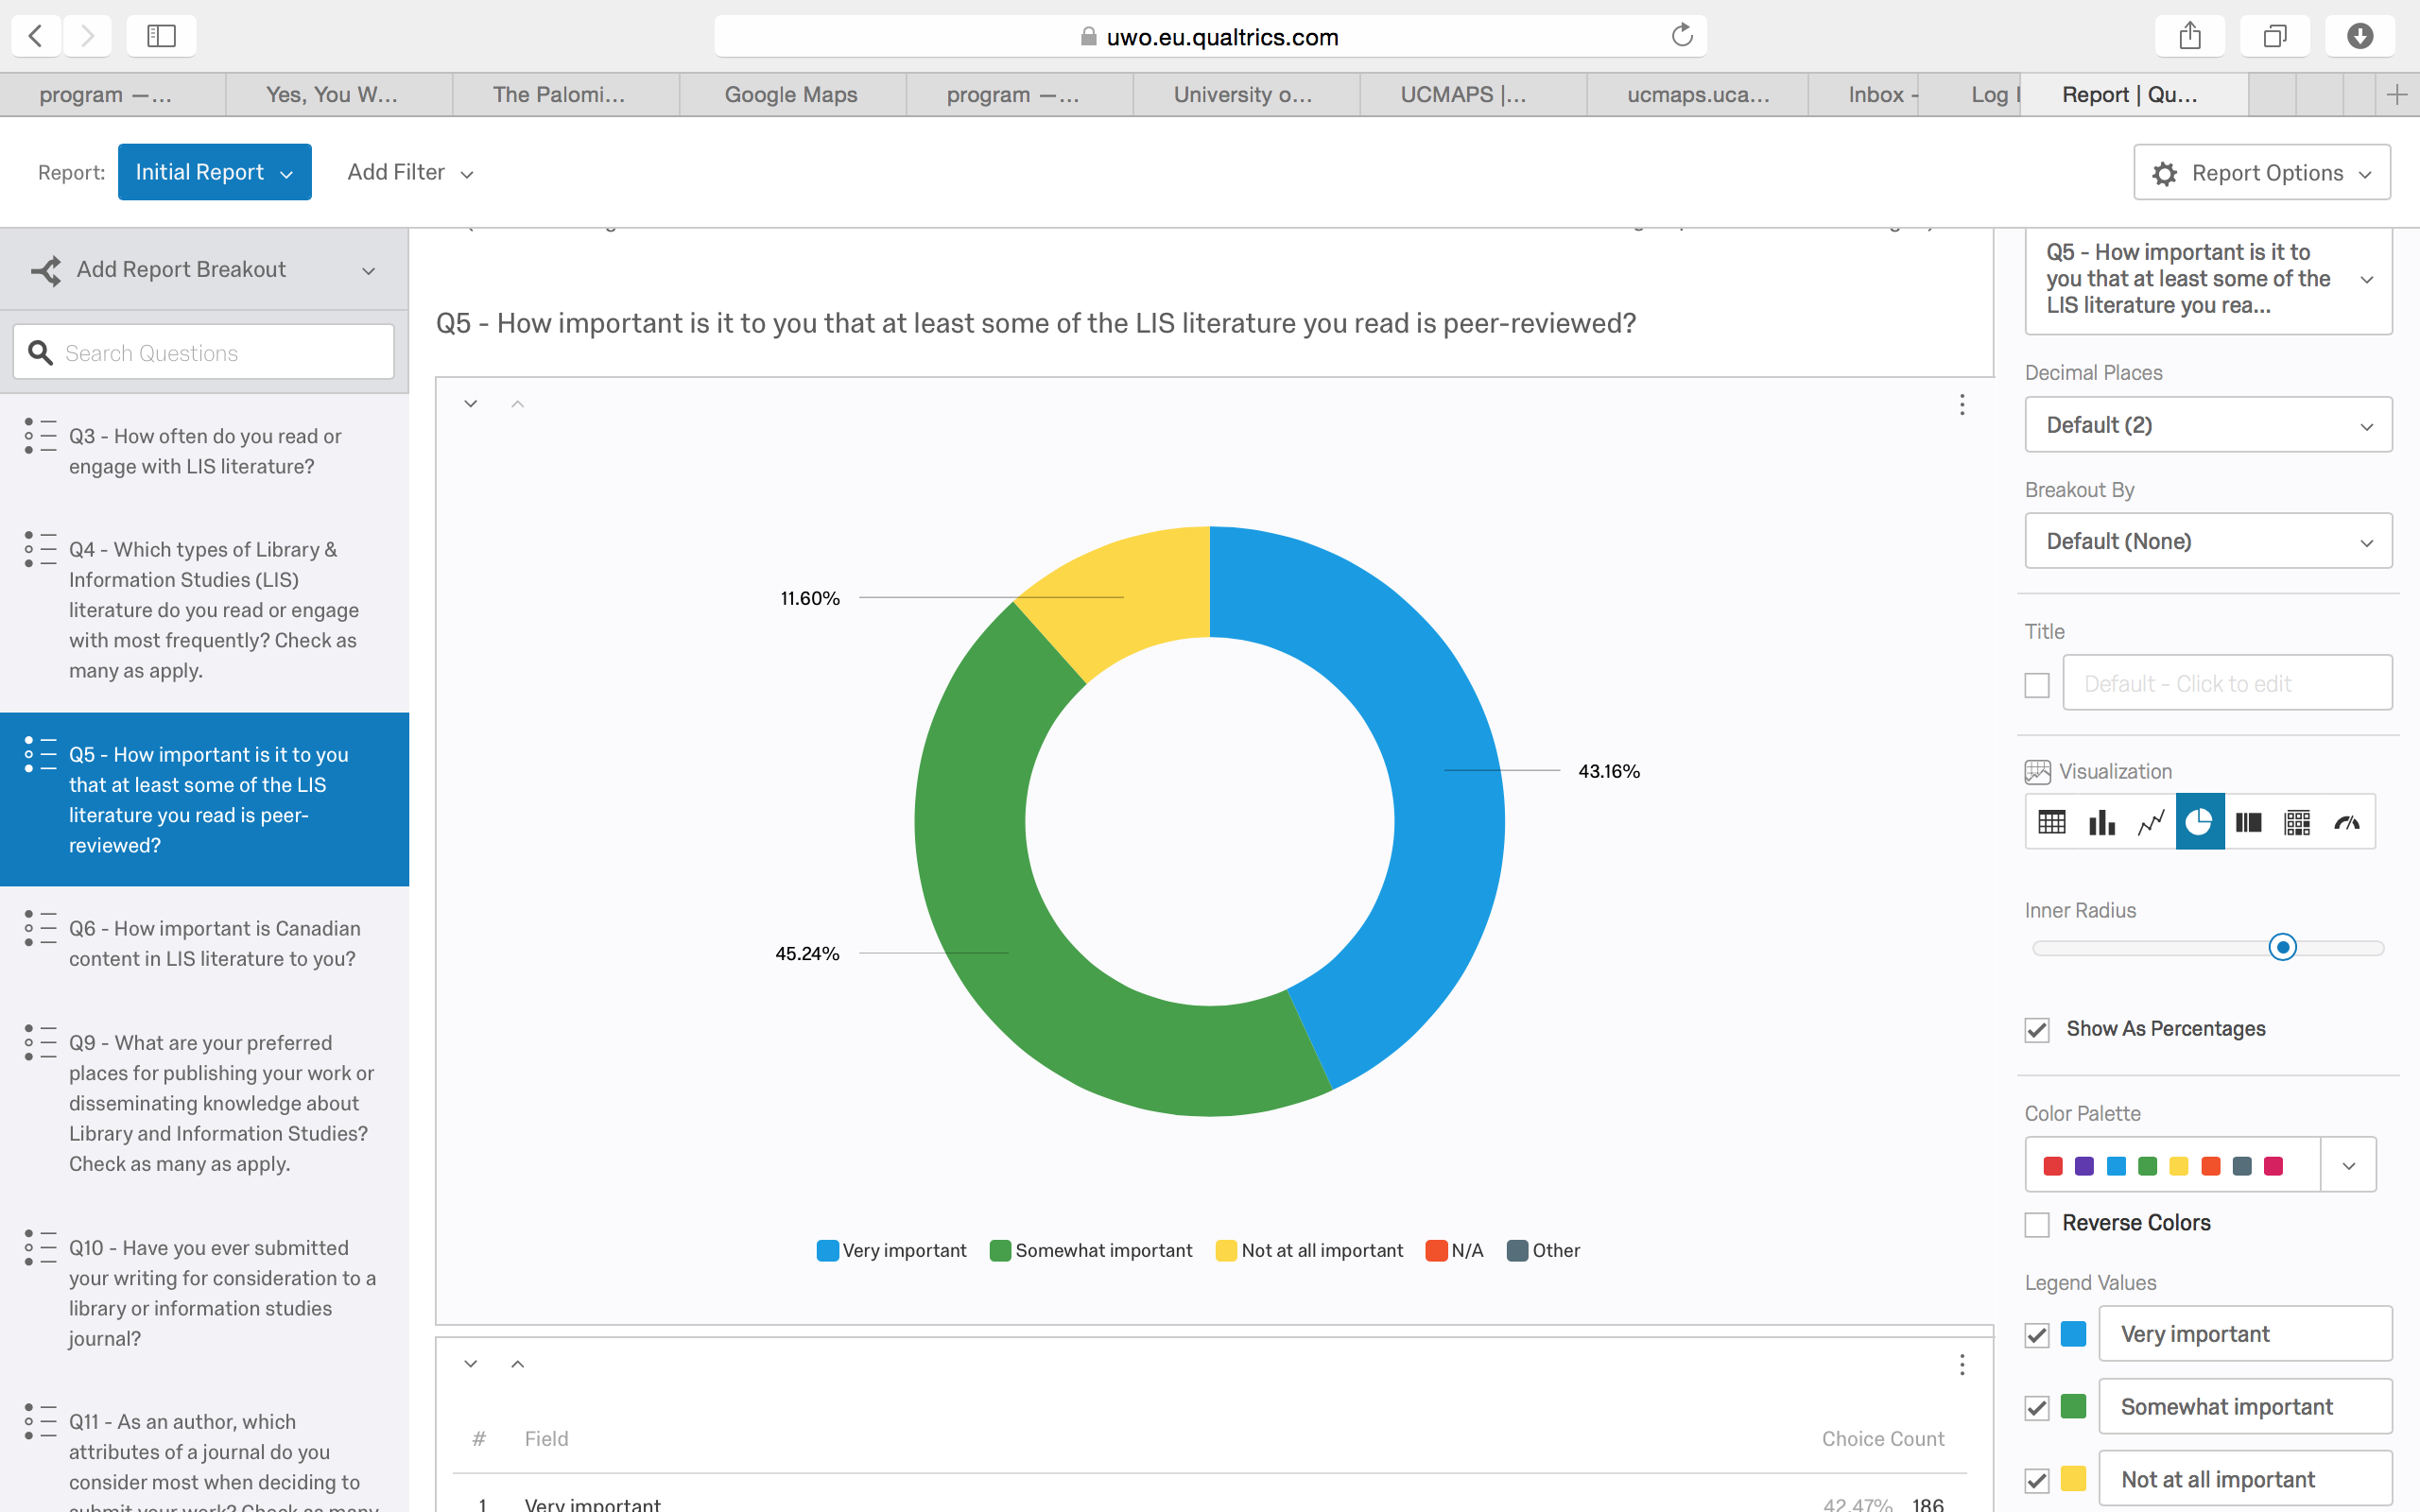 uwo.eu.qualtrics.com
program —...
Yes, You W...
The Palomi...
Google Maps
program —...
University o...
UCMAPS |...
ucmaps.uca...
Inbox -
Log I
Report | Qu...
Report:
Initial Report
Add Filter
Report Options
Add Report Breakout
Search Questions
Q3 - How often do you read or
engage with LIS literature?
Q4 - Which types of Library &
Information Studies (LIS)
literature do you read or engage
with most frequently? Check as
many as apply.
Q5 - How important is it to you
that at least some of the LIS
literature you read is peer-
reviewed?
Q6 - How important is Canadian
content in LIS literature to you?
Q9 - What are your preferred
places for publishing your work or
disseminating knowledge about
Library and Information Studies?
Check as many as apply.
Q10 - Have you ever submitted
your writing for consideration to a
library or information studies
journal?
Q11 - As an author, which
attributes of a journal do you
consider most when deciding to
submit your work? Check as many
Q5 - How important is it to you that at least some of the LIS literature you read is peer-reviewed?
11.60%
43.16%
45.24%
Very important
Somewhat important
Not at all important
N/A
Other
# Field Choice Count
1 Very important 42.47% 186
Q5 - How important is it to
you that at least some of the
LIS literature you rea...
Decimal Places
Default (2)
Breakout By
Default (None)
Title
Default - Click to edit
Visualization
Inner Radius
Show As Percentages
Color Palette
Reverse Colors
Legend Values
Very important
Somewhat important
Not at all important